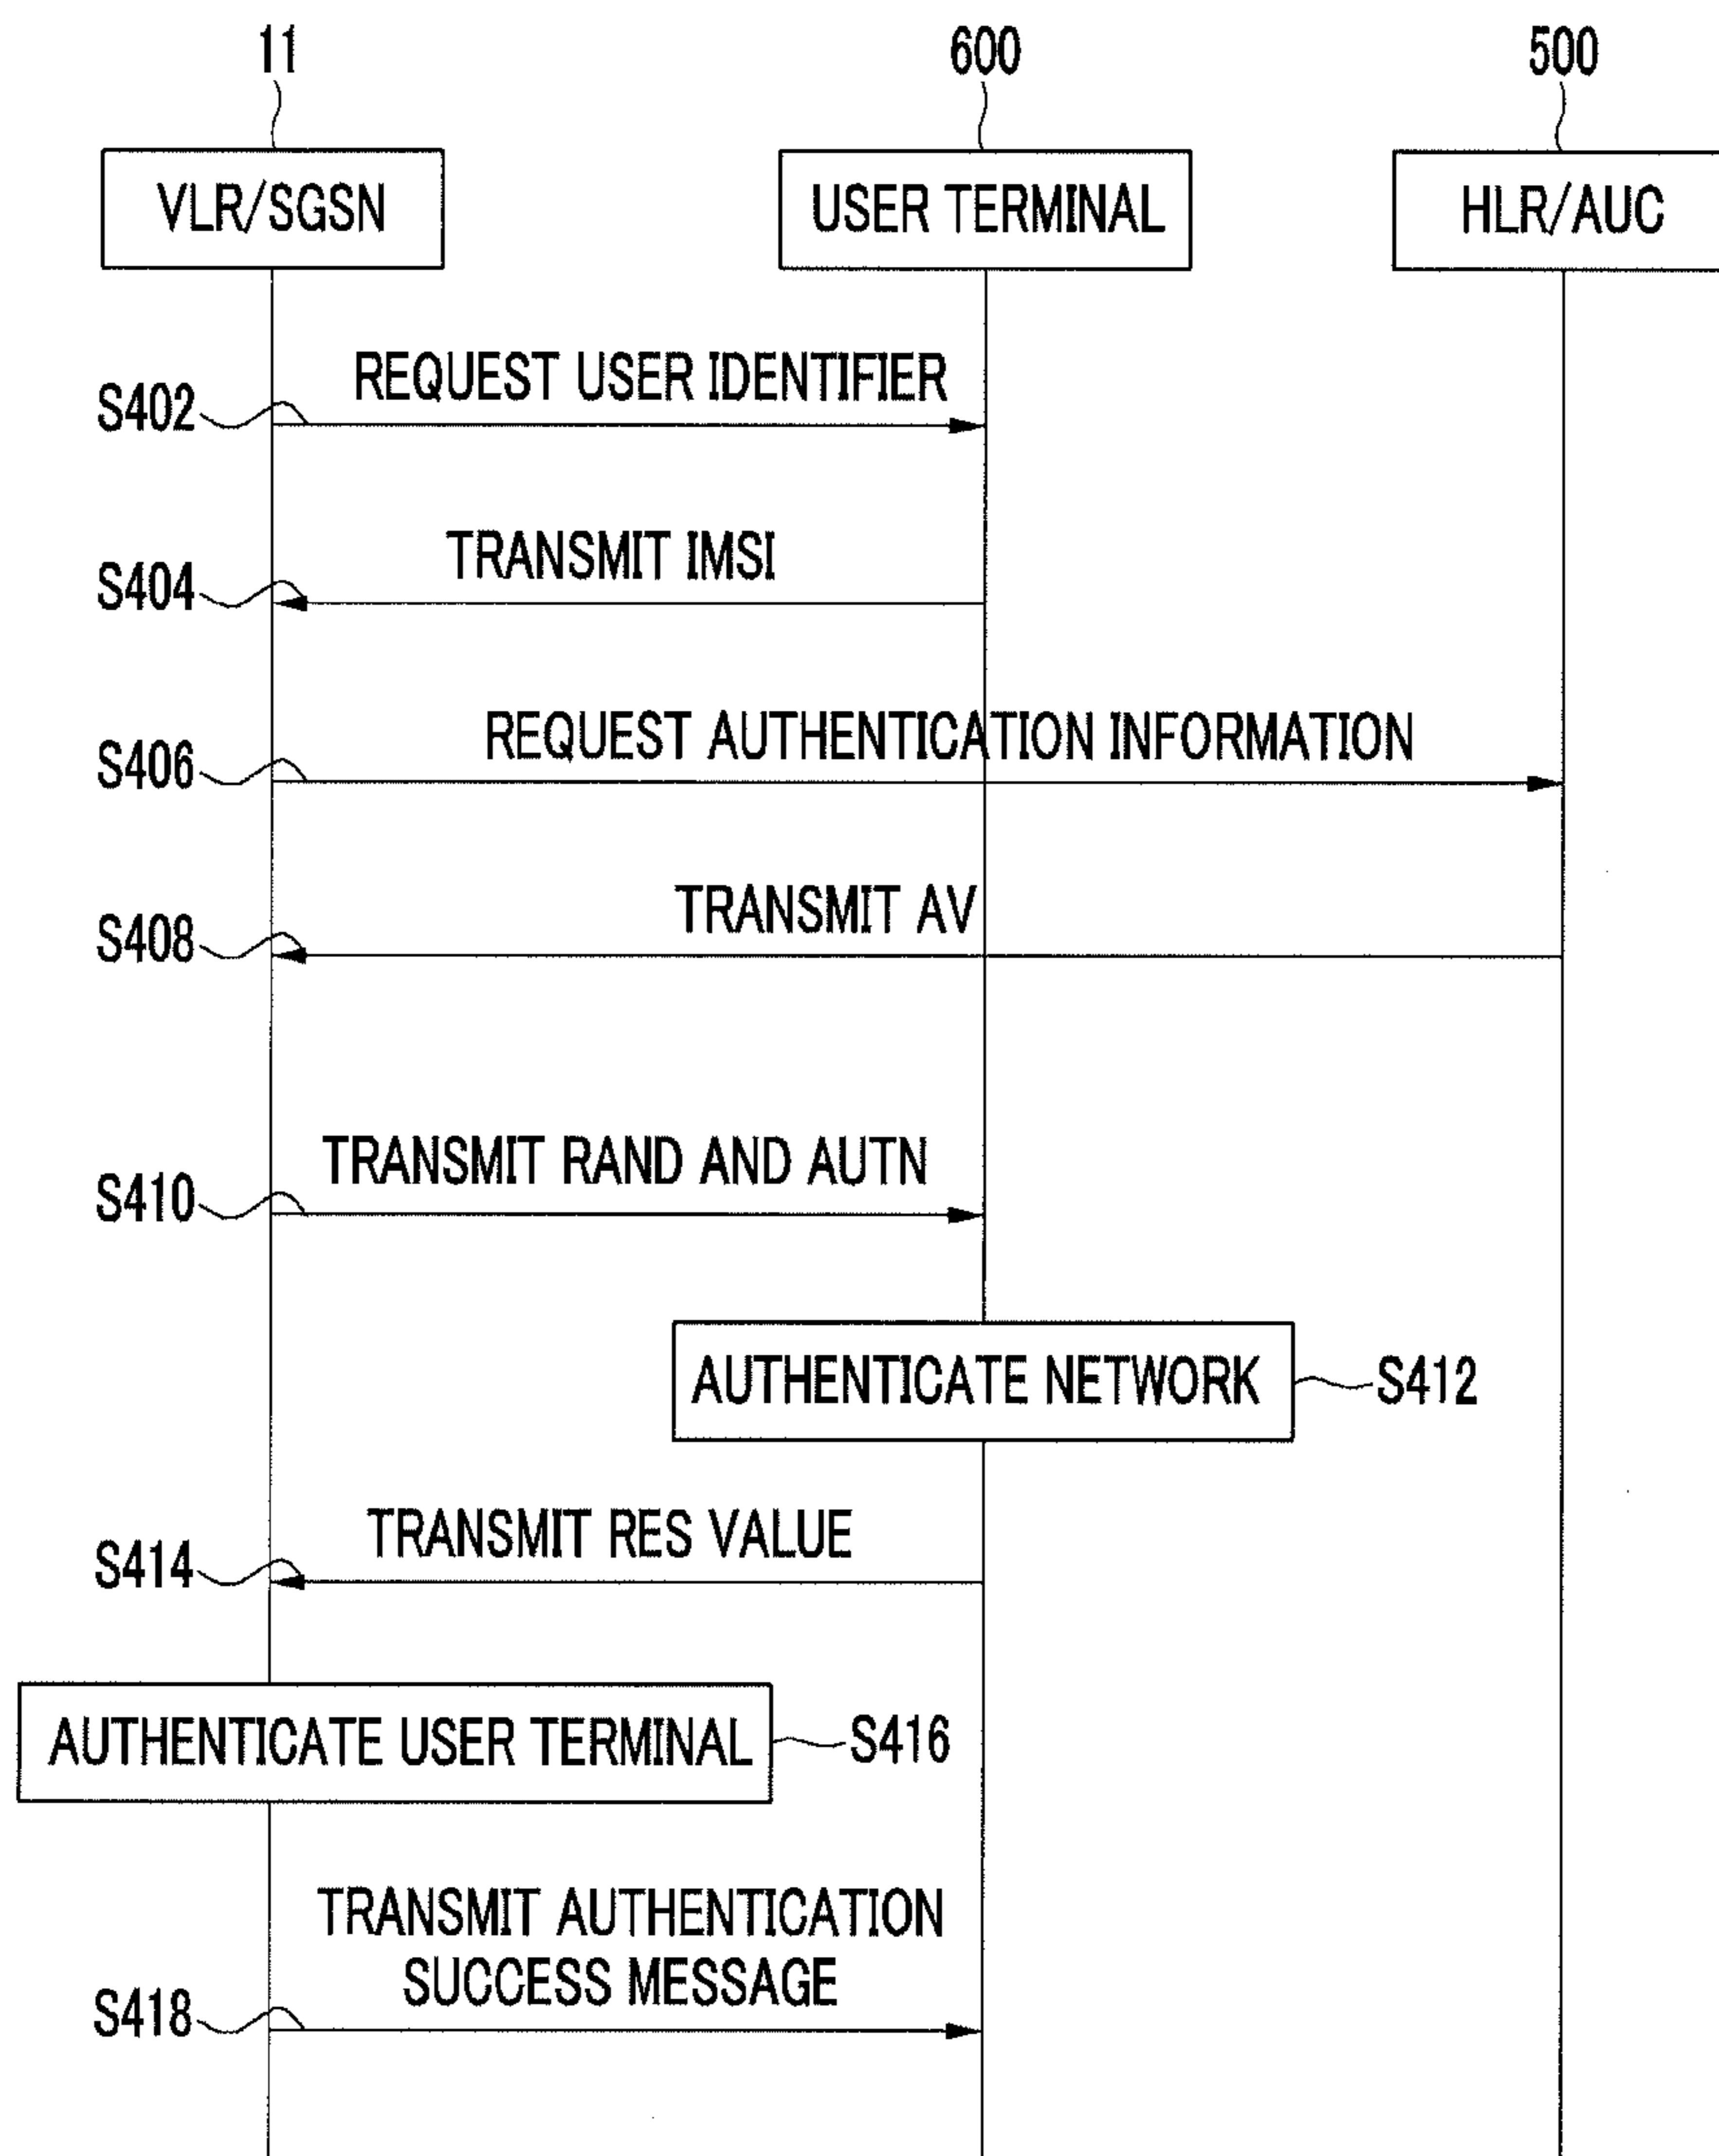 11
600
500
VLR/SGSN
USER TERMINAL
HLR/AUC
REQUEST USER IDENTIFIER
S402
TRANSMIT IMSI
S404
REQUEST AUTHENTICATION INFORMATION
S406
TRANSMIT AV
S408
TRANSMIT RAND AND AUTN
S410
AUTHENTICATE NETWORK
S412
TRANSMIT RES VALUE
S414
AUTHENTICATE USER TERMINAL
S416
TRANSMIT AUTHENTICATION
SUCCESS MESSAGE
S418